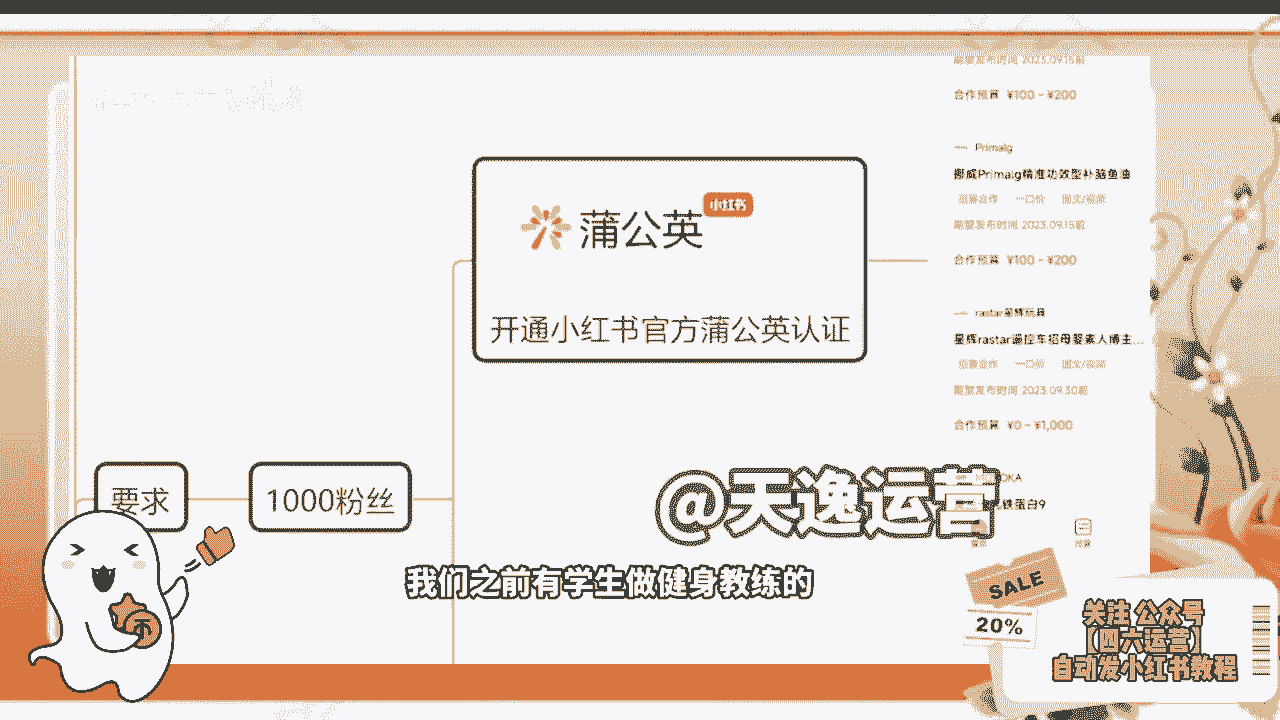 期望发布时间 2023.09.15前
合作预算 ¥100 - ¥200
Primalg
挪威Primalg精准功效型补脑鱼油
招募合作 一口价 图文/视频
期望发布时间 2023.09.15前
合作预算 ¥100 - ¥200
小红书
蒲公英
开通小红书官方蒲公英认证
rastar星辉玩具
星辉rastar遥控车招母婴素人博主...
招募合作 一口价 图文/视频
期望发布时间 2023.09.30前
合作预算 ¥0 - ¥1,000
要求
1000粉丝
@天逸运营
铁蛋白9
我们之前有学生做健身教练的
SALE
20%
关注 公众号
【四六运营】
自动发小红书教程